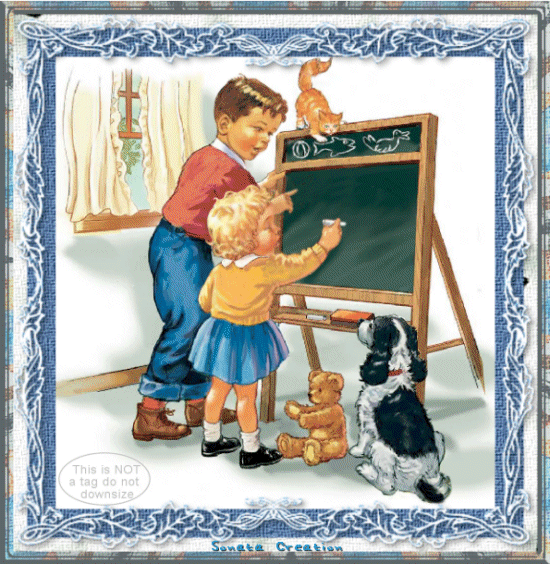 This is NOT
a tag do not
downsize
Sonata Creation